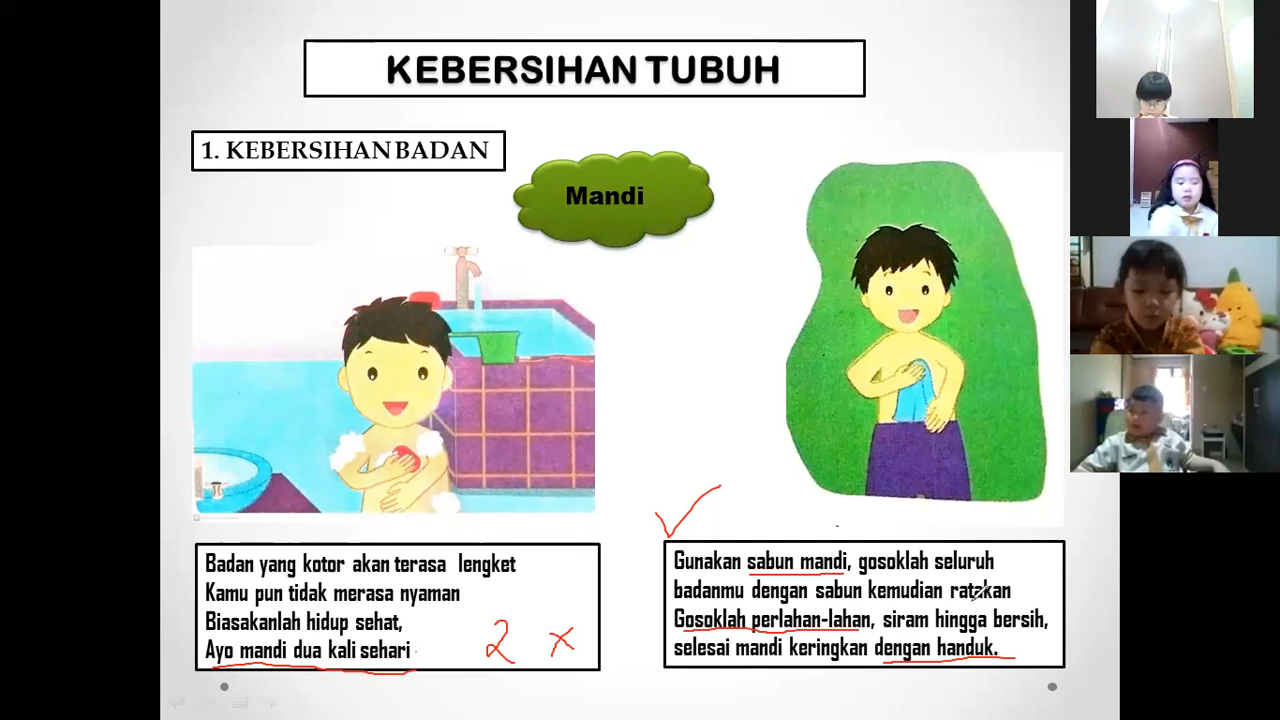 KEBERSIHAN TUBUH
1. KEBERSIHAN BADAN
Mandi
Badan yang kotor akan terasa lengket
Kamu pun tidak merasa nyaman
Biasakanlah hidup sehat,
Ayo mandi dua kali sehari
2 x
Gunakan sabun mandi, gosoklah seluruh
badanmu dengan sabun kemudian ratakan
Gosoklah perlahan-lahan, siram hingga bersih,
selesai mandi keringkan dengan handuk.